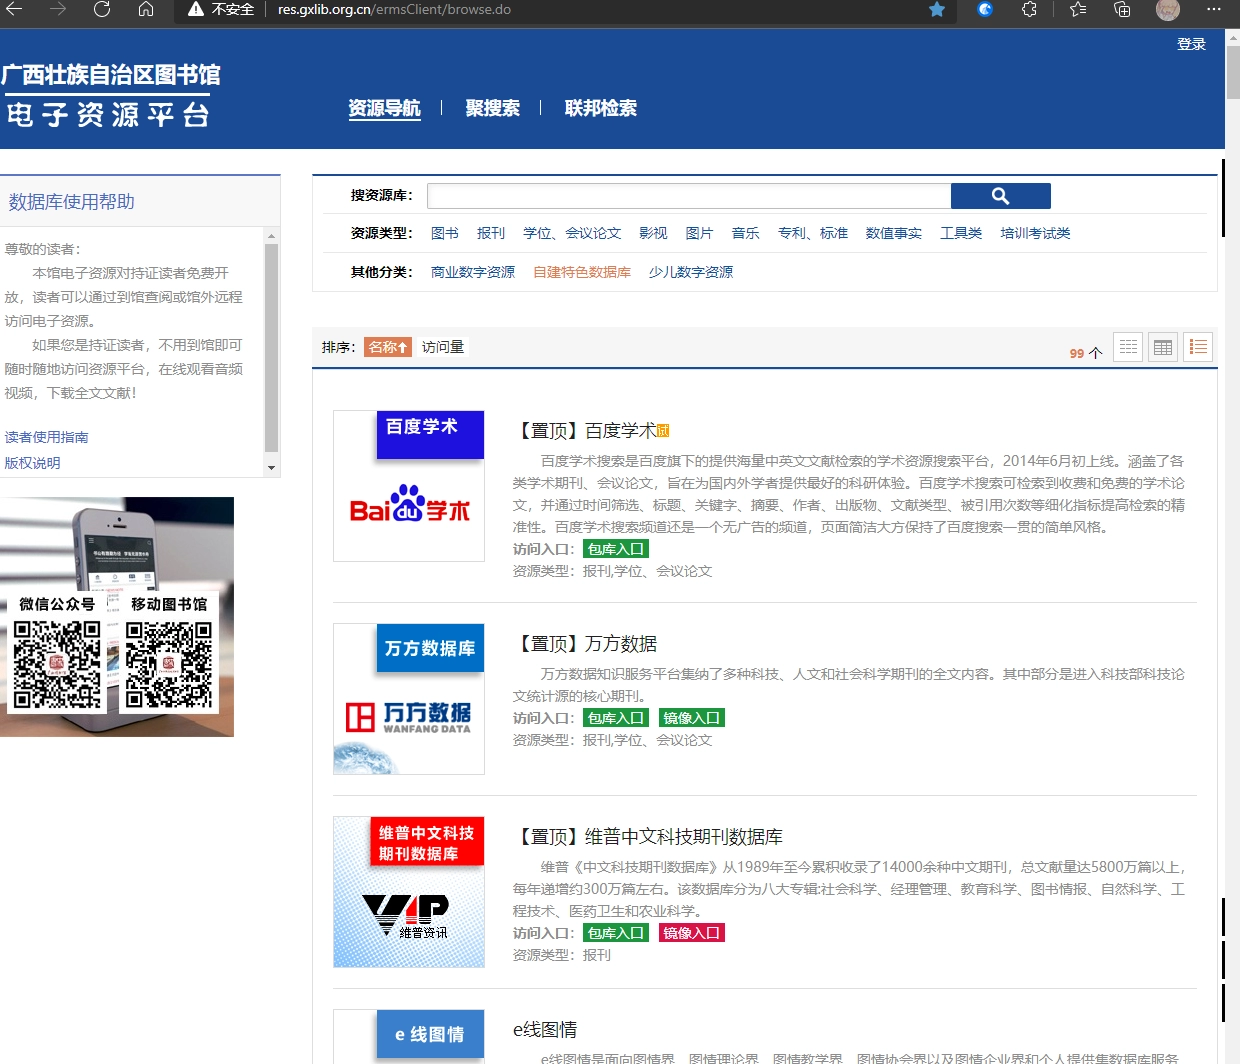 不安全 res.gxlib.org.cn/ermsClient/browse.do
登录
广西壮族自治区图书馆
电子资源平台
资源导航 聚搜索 联邦检索
数据库使用帮助
尊敬的读者：
本馆电子资源对持证读者免费开
放，读者可以通过到馆查阅或馆外远程
访问电子资源。
如果您是持证读者，不用到馆即可
随时随地访问资源平台，在线观看音频
视频，下载全文文献！
读者使用指南
版权说明
微信公众号 移动图书馆
搜资源库：
资源类型： 图书 报刊 学位、会议论文 影视 图片 音乐 专利、标准 数值事实 工具类 培训考试类
其他分类： 商业数字资源 自建特色数据库 少儿数字资源
排序： 名称↑ 访问量
99 个
百度学术
Bai du 学术
【置顶】百度学术 试
百度学术搜索是百度旗下的提供海量中英文文献检索的学术资源搜索平台，2014年6月初上线。涵盖了各
类学术期刊、会议论文，旨在为国内外学者提供最好的科研体验。百度学术搜索可检索到收费和免费的学术论
文，并通过时间筛选、标题、关键字、摘要、作者、出版物、文献类型、被引用次数等细化指标提高检索的精
准性。百度学术搜索频道还是一个无广告的频道，页面简洁大方保持了百度搜索一贯的简单风格。
访问入口： 包库入口
资源类型：报刊,学位、会议论文
万方数据库
万方数据
WANFANG DATA
【置顶】万方数据
万方数据知识服务平台集纳了多种科技、人文和社会科学期刊的全文内容。其中部分是进入科技部科技论
文统计源的核心期刊。
访问入口： 包库入口 镜像入口
资源类型：报刊,学位、会议论文
维普中文科技
期刊数据库
VIP
维普资讯
【置顶】维普中文科技期刊数据库
维普《中文科技期刊数据库》从1989年至今累积收录了14000余种中文期刊，总文献量达5800万篇以上，
每年递增约300万篇左右。该数据库分为八大专辑:社会科学、经理管理、教育科学、图书情报、自然科学、工
程技术、医药卫生和农业科学。
访问入口： 包库入口 镜像入口
资源类型：报刊
e 线图情
e线图情
e线图情是面向图情界、图情理论界、图情教学界、图情协会界以及图情企业界和个人提供集数据库服务